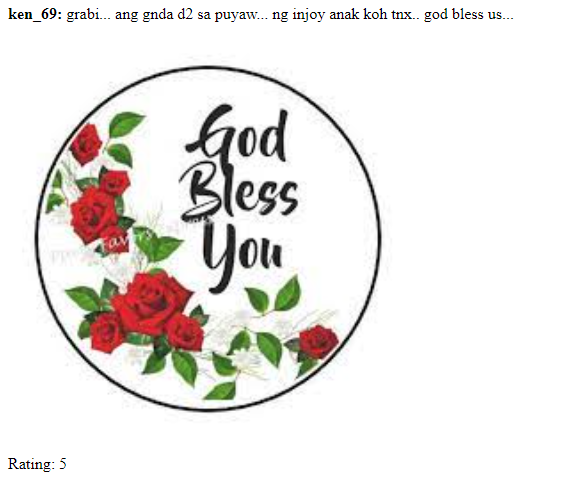 ken_69: grabi... ang gnda d2 sa puyaw... ng injoy anak koh tnx.. god bless us...
God
Bless
You
Rating: 5